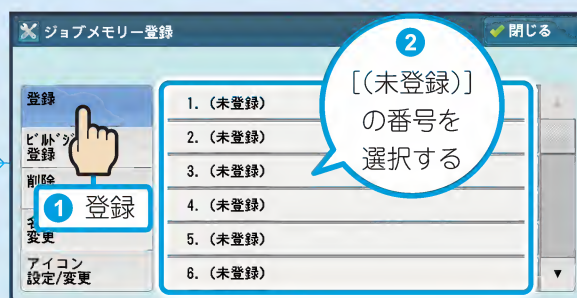 ジョブメモリー登録
閉じる
登録
ﾋﾞﾙﾄﾞｼﾞ
登録
削除
変更
アイコン
設定/変更
1. (未登録)
2. (未登録)
3. (未登録)
4. (未登録)
5. (未登録)
6. (未登録)
1 登録
2
[(未登録)]
の番号を
選択する